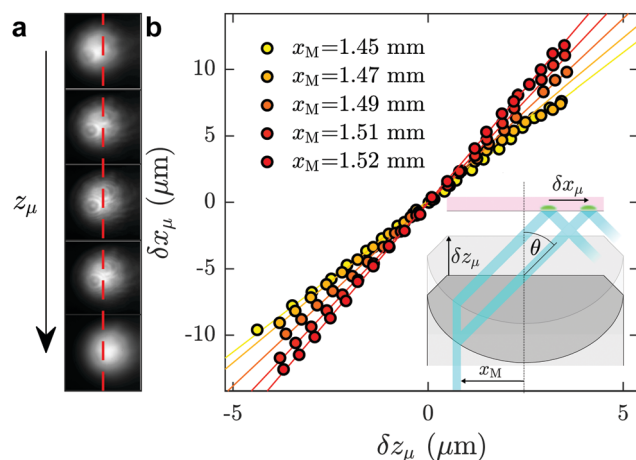 a
b
z_μ
δx_μ (μm)
10
5
0
-5
-10
x_M=1.45 mm
x_M=1.47 mm
x_M=1.49 mm
x_M=1.51 mm
x_M=1.52 mm
δx_μ
δz_μ
θ
x_M
-5
0
5
δz_μ (μm)